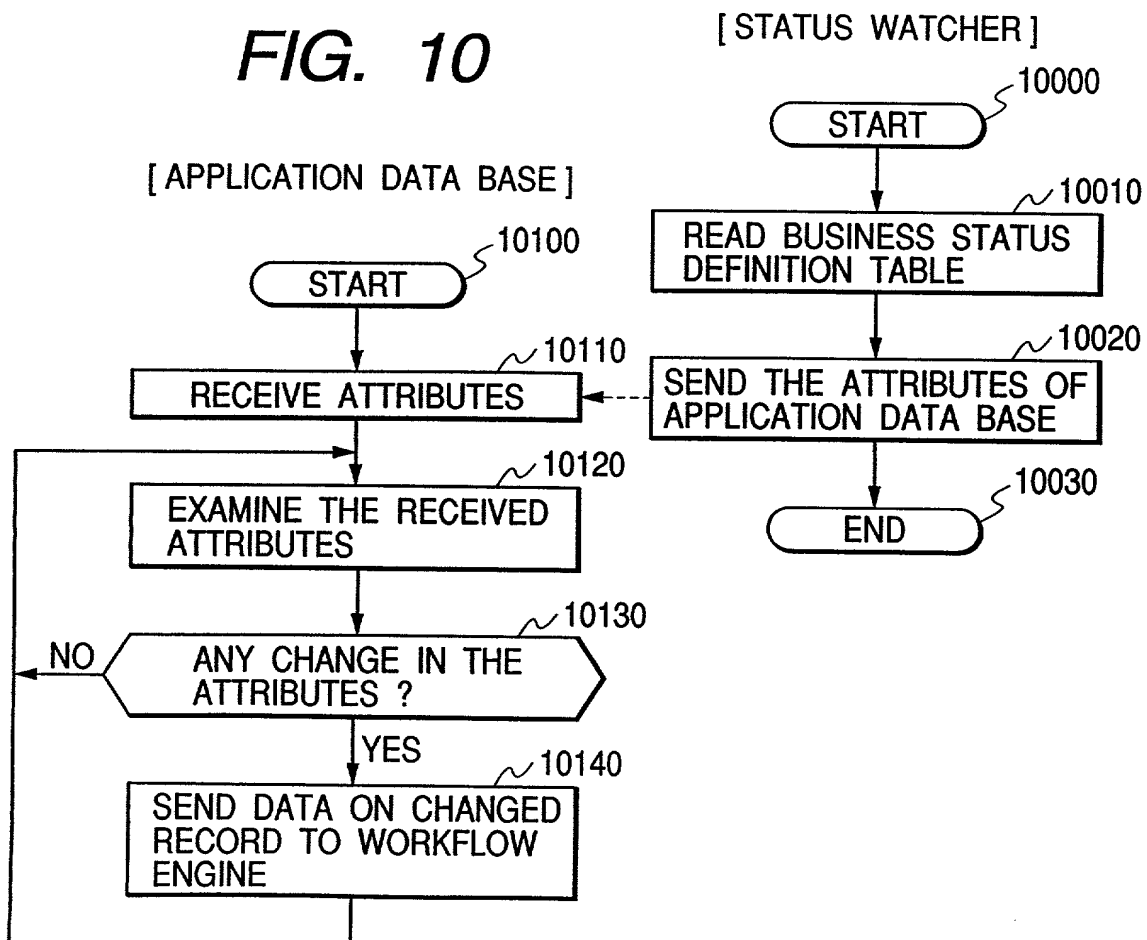 FIG. 10
[ STATUS WATCHER ]
10000
START
10010
READ BUSINESS STATUS
DEFINITION TABLE
10020
SEND THE ATTRIBUTES OF
APPLICATION DATA BASE
10030
END
[ APPLICATION DATA BASE ]
10100
START
10110
RECEIVE ATTRIBUTES
10120
EXAMINE THE RECEIVED
ATTRIBUTES
10130
NO
ANY CHANGE IN THE
ATTRIBUTES ?
YES
10140
SEND DATA ON CHANGED
RECORD TO WORKFLOW
ENGINE